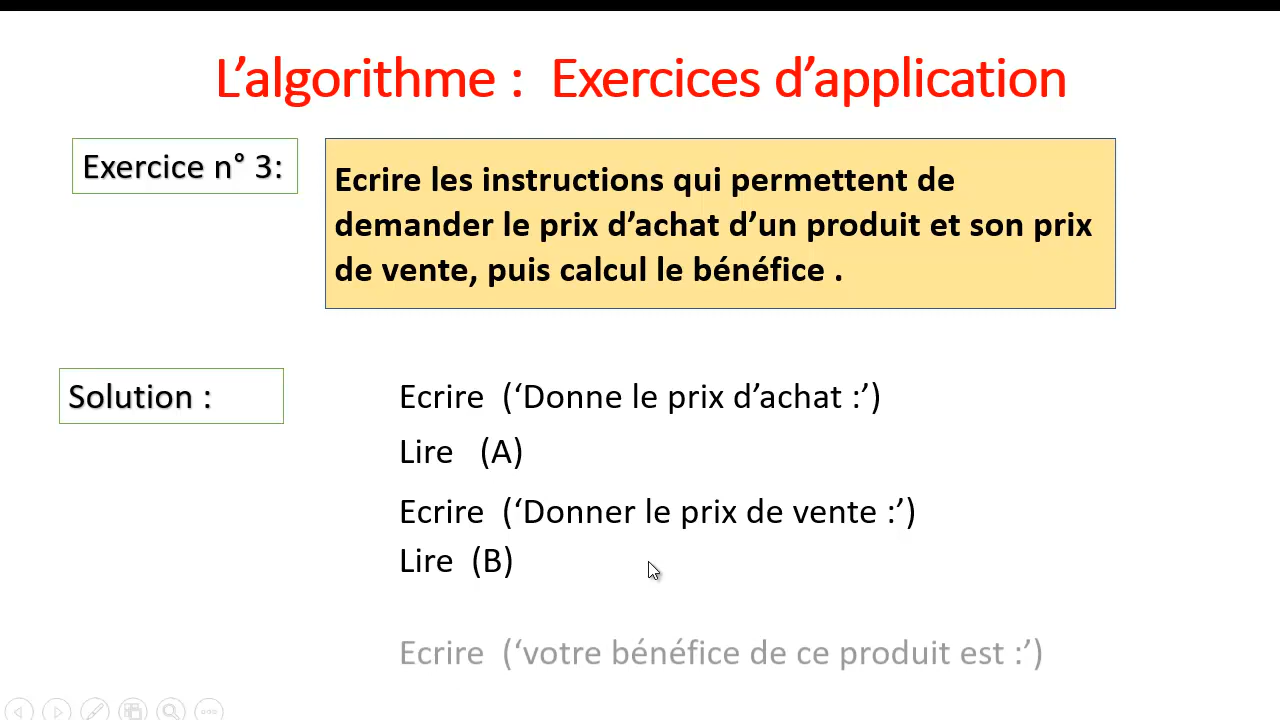 L’algorithme :  Exercices d’application
Exercice n° 3:
Ecrire les instructions qui permettent de
demander le prix d’achat d’un produit et son prix
de vente, puis calcul le bénéfice .
Solution :
Ecrire  (‘Donne le prix d’achat :’)
Lire   (A)
Ecrire  (‘Donner le prix de vente :’)
Lire  (B)
Ecrire  (‘votre bénéfice de ce produit est :’)